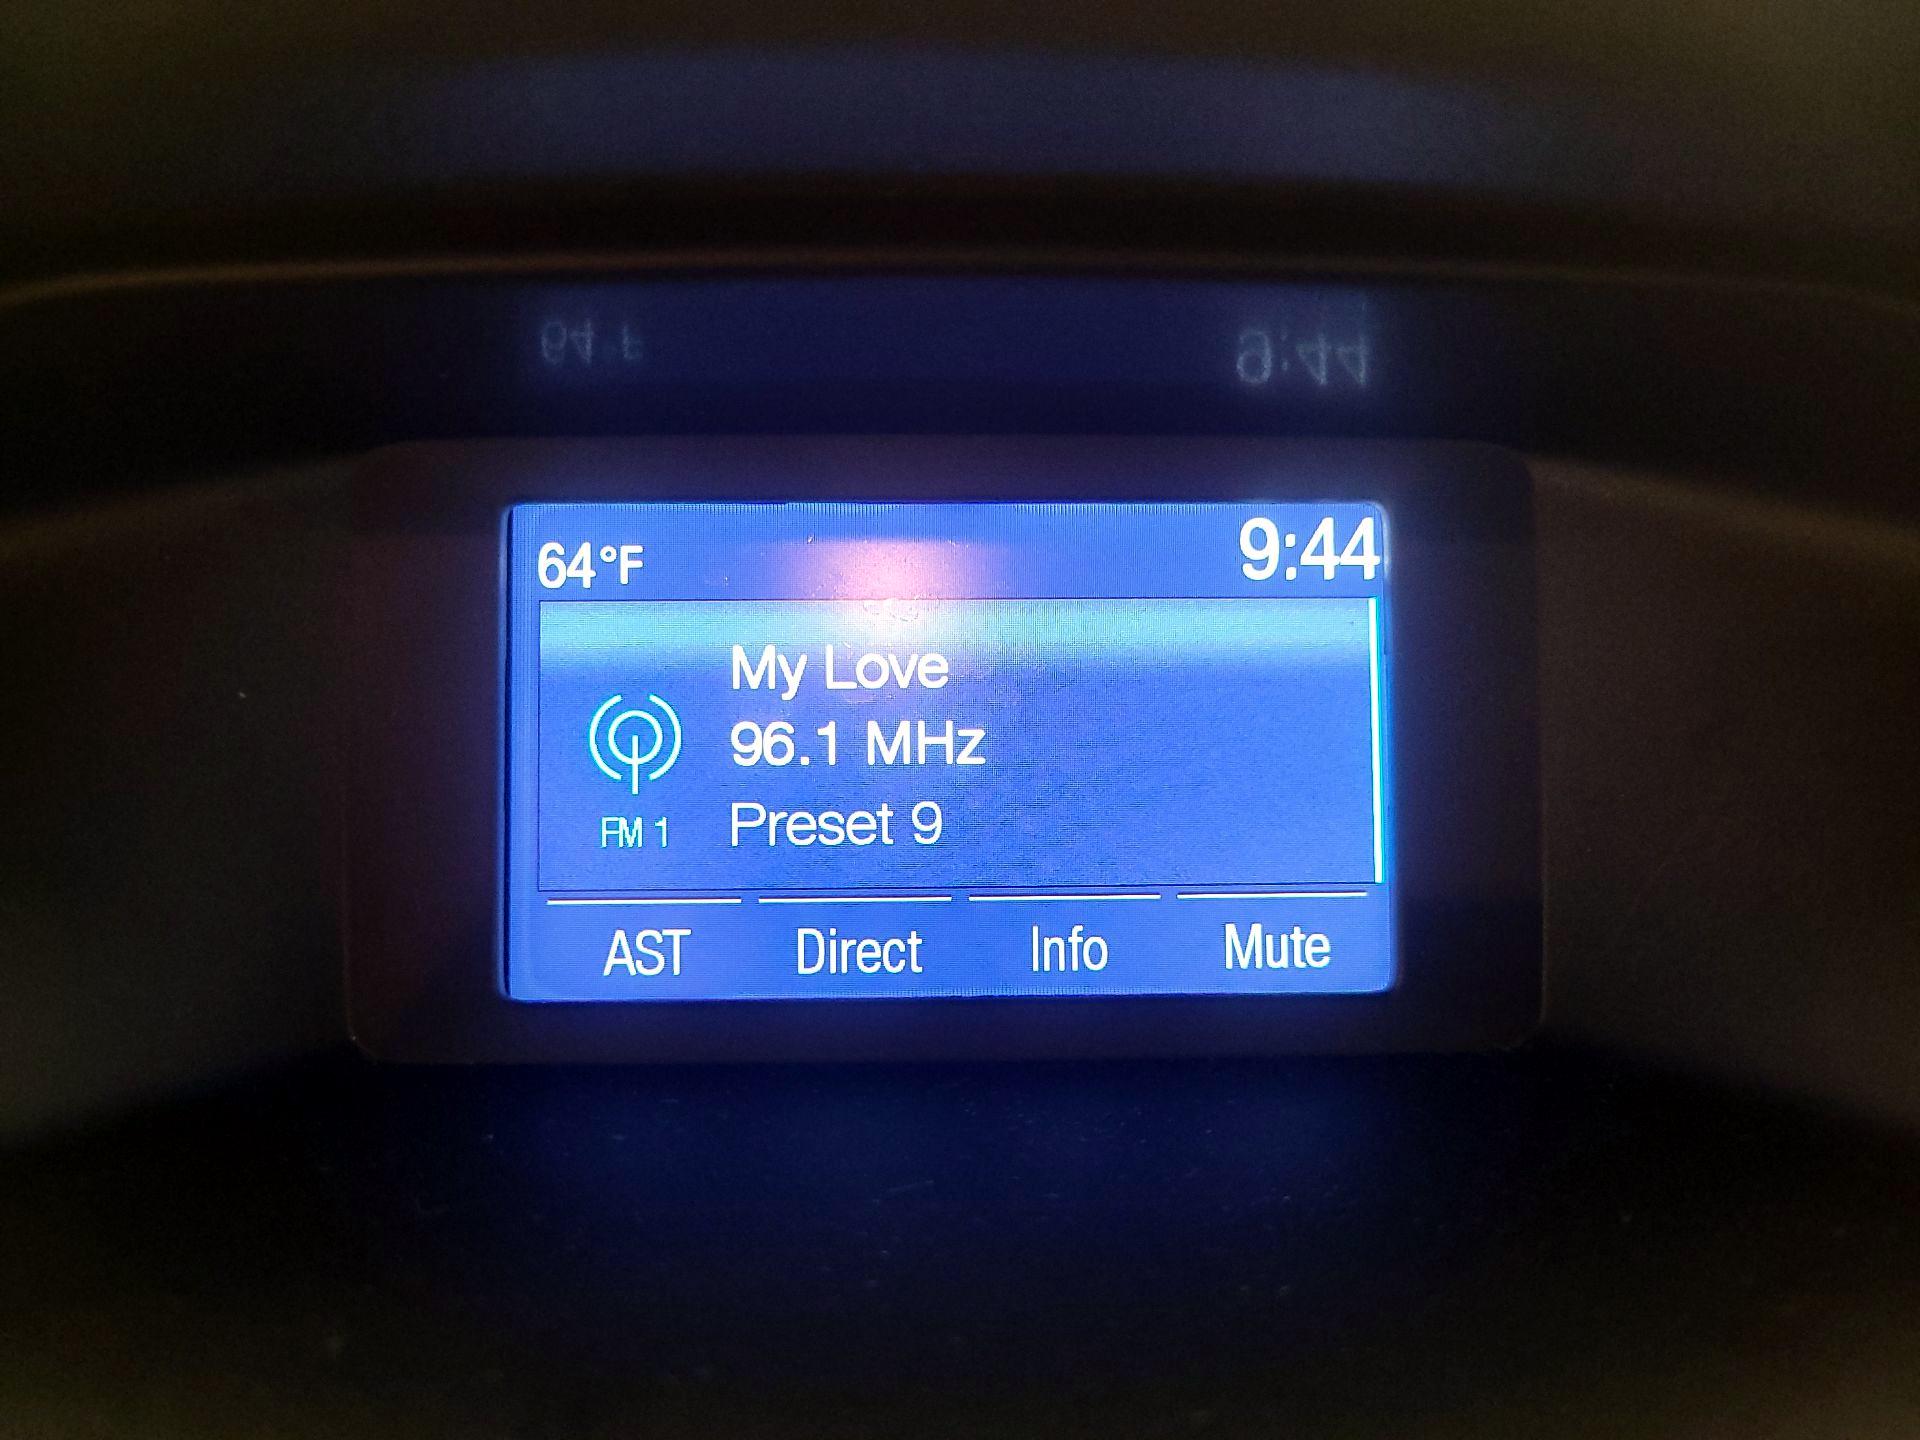 64°F 9:44
My Love
96.1 MHz
FM 1 Preset 9
AST Direct Info Mute